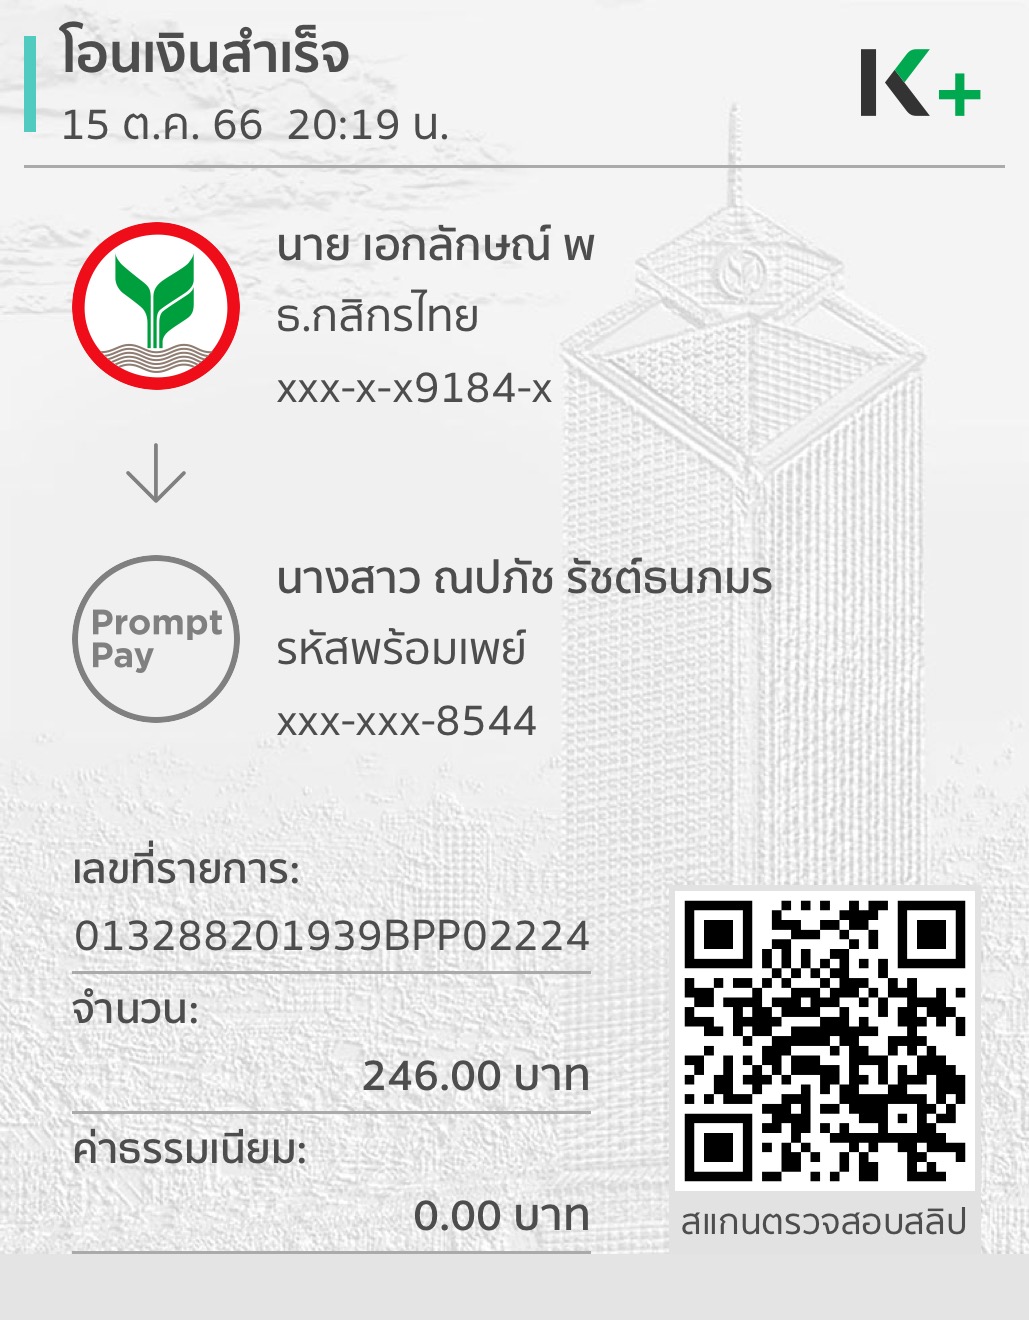 โอนเงินสำเร็จ
15 ต.ค. 66  20:19 น.
K+
นาย เอกลักษณ์ พ
ธ.กสิกรไทย
xxx-x-x9184-x
Prompt
Pay
นางสาว ณปภัช รัชต์ธนภมร
รหัสพร้อมเพย์
xxx-xxx-8544
เลขที่รายการ:
013288201939BPP02224
จำนวน:
246.00 บาท
ค่าธรรมเนียม:
0.00 บาท
สแกนตรวจสอบสลิป